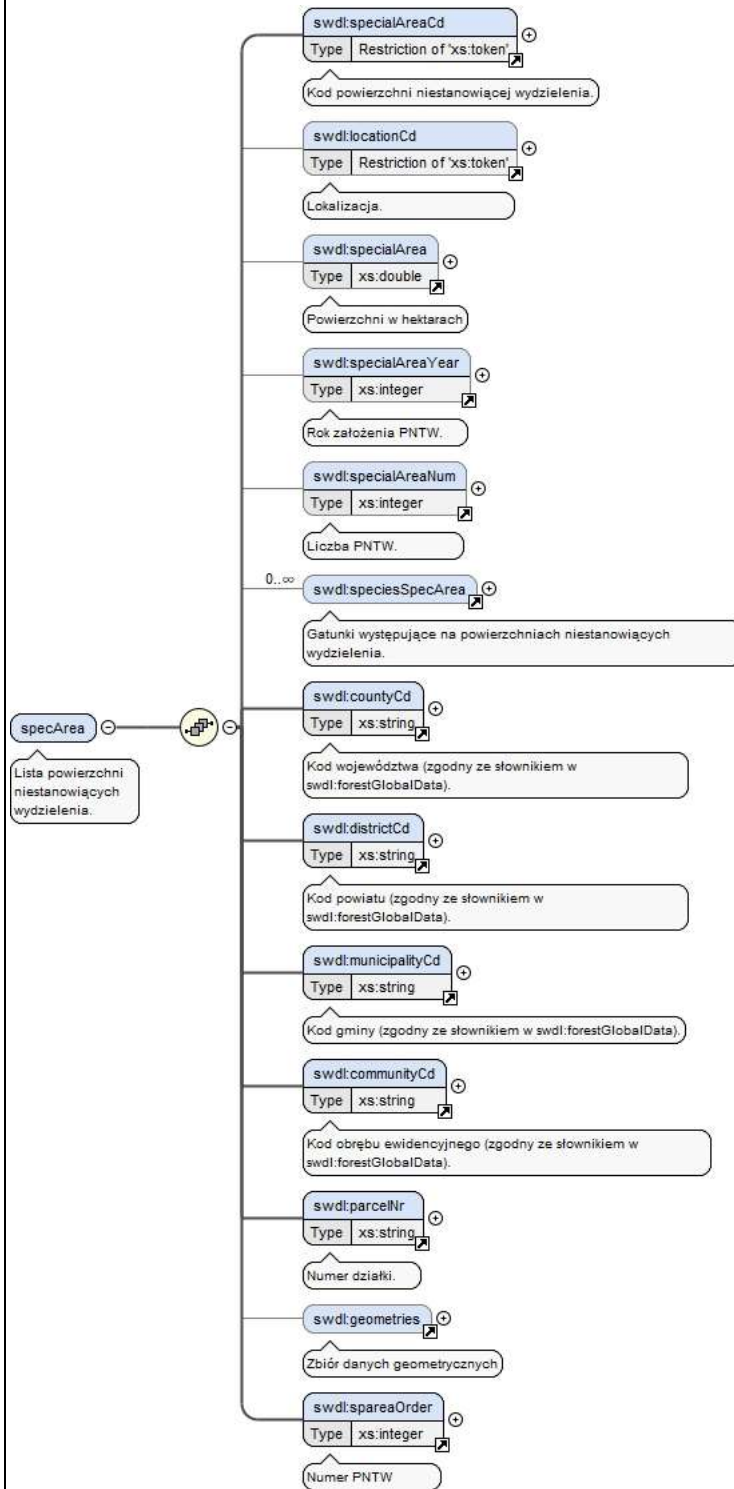 swdl:specialAreaCd
Type Restriction of 'xs:token'
Kod powierzchni niestanowiącej wydzielenia.
swdl:locationCd
Type Restriction of 'xs:token'
Lokalizacja.
swdl:specialArea
Type xs:double
Powierzchni w hektarach
swdl:specialAreaYear
Type xs:integer
Rok założenia PNTW.
swdl:specialAreaNum
Type xs:integer
Liczba PNTW.
0..∞
swdl:speciesSpecArea
Gatunki występujące na powierzchniach niestanowiących
wydzielenia.
specArea
Lista powierzchni
niestanowiących
wydzielenia.
swdl:countyCd
Type xs:string
Kod województwa (zgodny ze słownikiem w
swdl:forestGlobalData).
swdl:districtCd
Type xs:string
Kod powiatu (zgodny ze słownikiem w
swdl:forestGlobalData).
swdl:municipalityCd
Type xs:string
Kod gminy (zgodny ze słownikiem w swdl:forestGlobalData).
swdl:communityCd
Type xs:string
Kod obrębu ewidencyjnego (zgodny ze słownikiem w
swdl:forestGlobalData).
swdl:parcelNr
Type xs:string
Numer działki.
swdl:geometries
Zbiór danych geometrycznych
swdl:spareaOrder
Type xs:integer
Numer PNTW